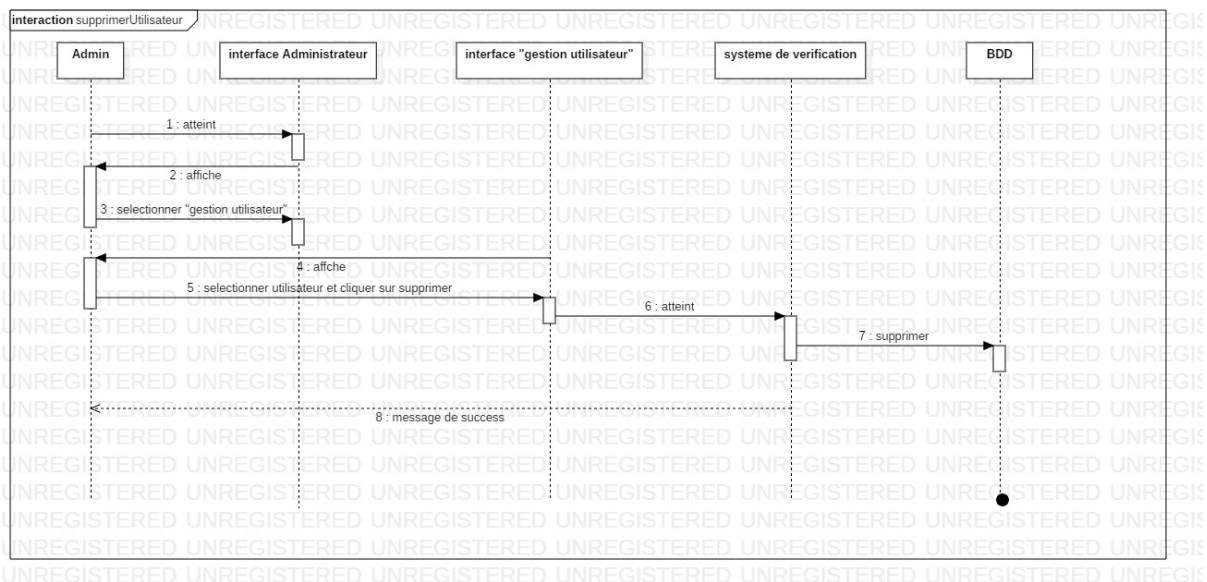 interaction supprimerUtilisateur
Admin
interface Administrateur
interface "gestion utilisateur"
systeme de verification
BDD
1 : atteint
2 : affiche
3 : selectionner "gestion utilisateur"
4 : affche
5 : selectionner utilisateur et cliquer sur supprimer
6 : atteint
7 : supprimer
8 : message de success
UNREGISTERED